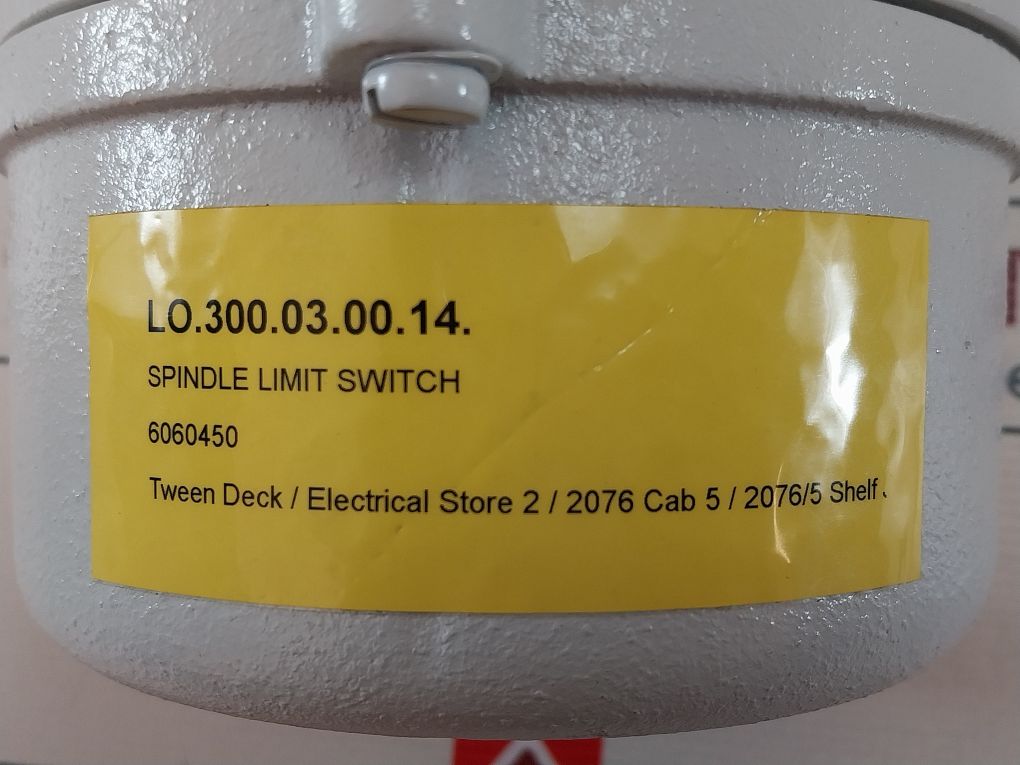 LO.300.03.00.14.
SPINDLE LIMIT SWITCH
6060450
Tween Deck / Electrical Store 2 / 2076 Cab 5 / 2076/5 Shelf